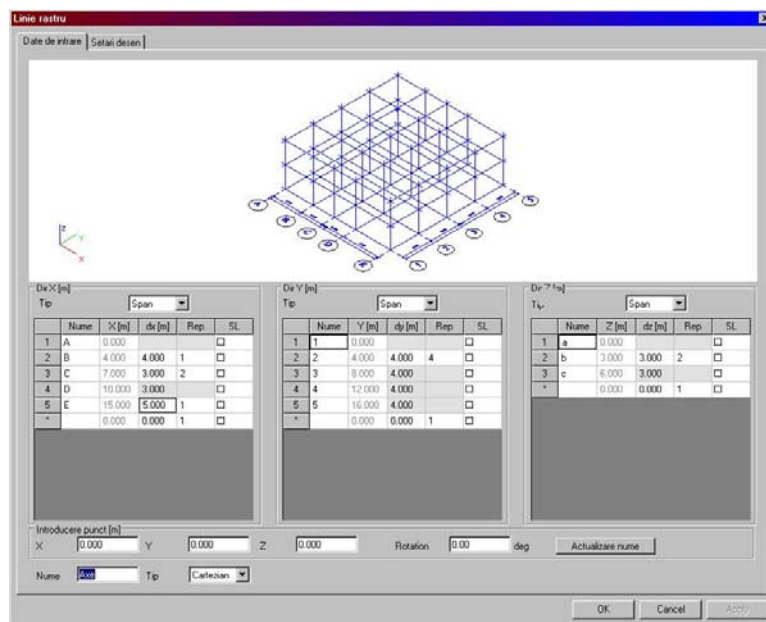 Linie rastru
Date de intrare Setari desen
Z Y X
A B C D E 1 2 3 4 5
Dir X [m] Dir Y [m] Dir Z [m]
Tip Span Tip Span Tip Span
Nume X [m] dx [m] Rep SL Nume Y [m] dy [m] Rep SL Nume Z [m] dz [m] Rep SL
1 A 0.000 1 1 0.000 1 a 0.000
2 B 4.000 4.000 1 2 2 4.000 4.000 4 2 b 3.000 3.000 2
3 C 7.000 3.000 2 3 3 8.000 4.000 3 c 6.000 3.000
4 D 10.000 3.000 4 4 12.000 4.000 * 0.000 0.000 1
5 E 15.000 5.000 1 5 5 16.000 4.000
* 0.000 0.000 1 * 0.000 0.000 1
Introducere punct [m]
X 0.000 Y 0.000 Z 0.000 Rotation 0.00 deg Actualizare nume
Nume Axe Tip Cartezian
OK Cancel Apply